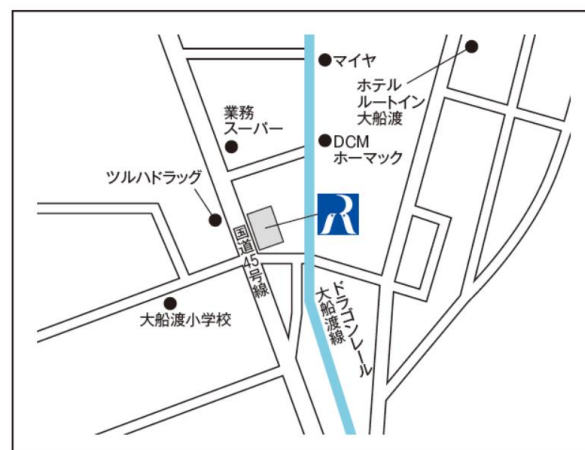 マイヤ
ホテル
ルートイン
大船渡
業務
スーパー
DCM
ホーマック
ツルハドラッグ
R
国道45号線
大船渡小学校
ドラゴンレール
大船渡線